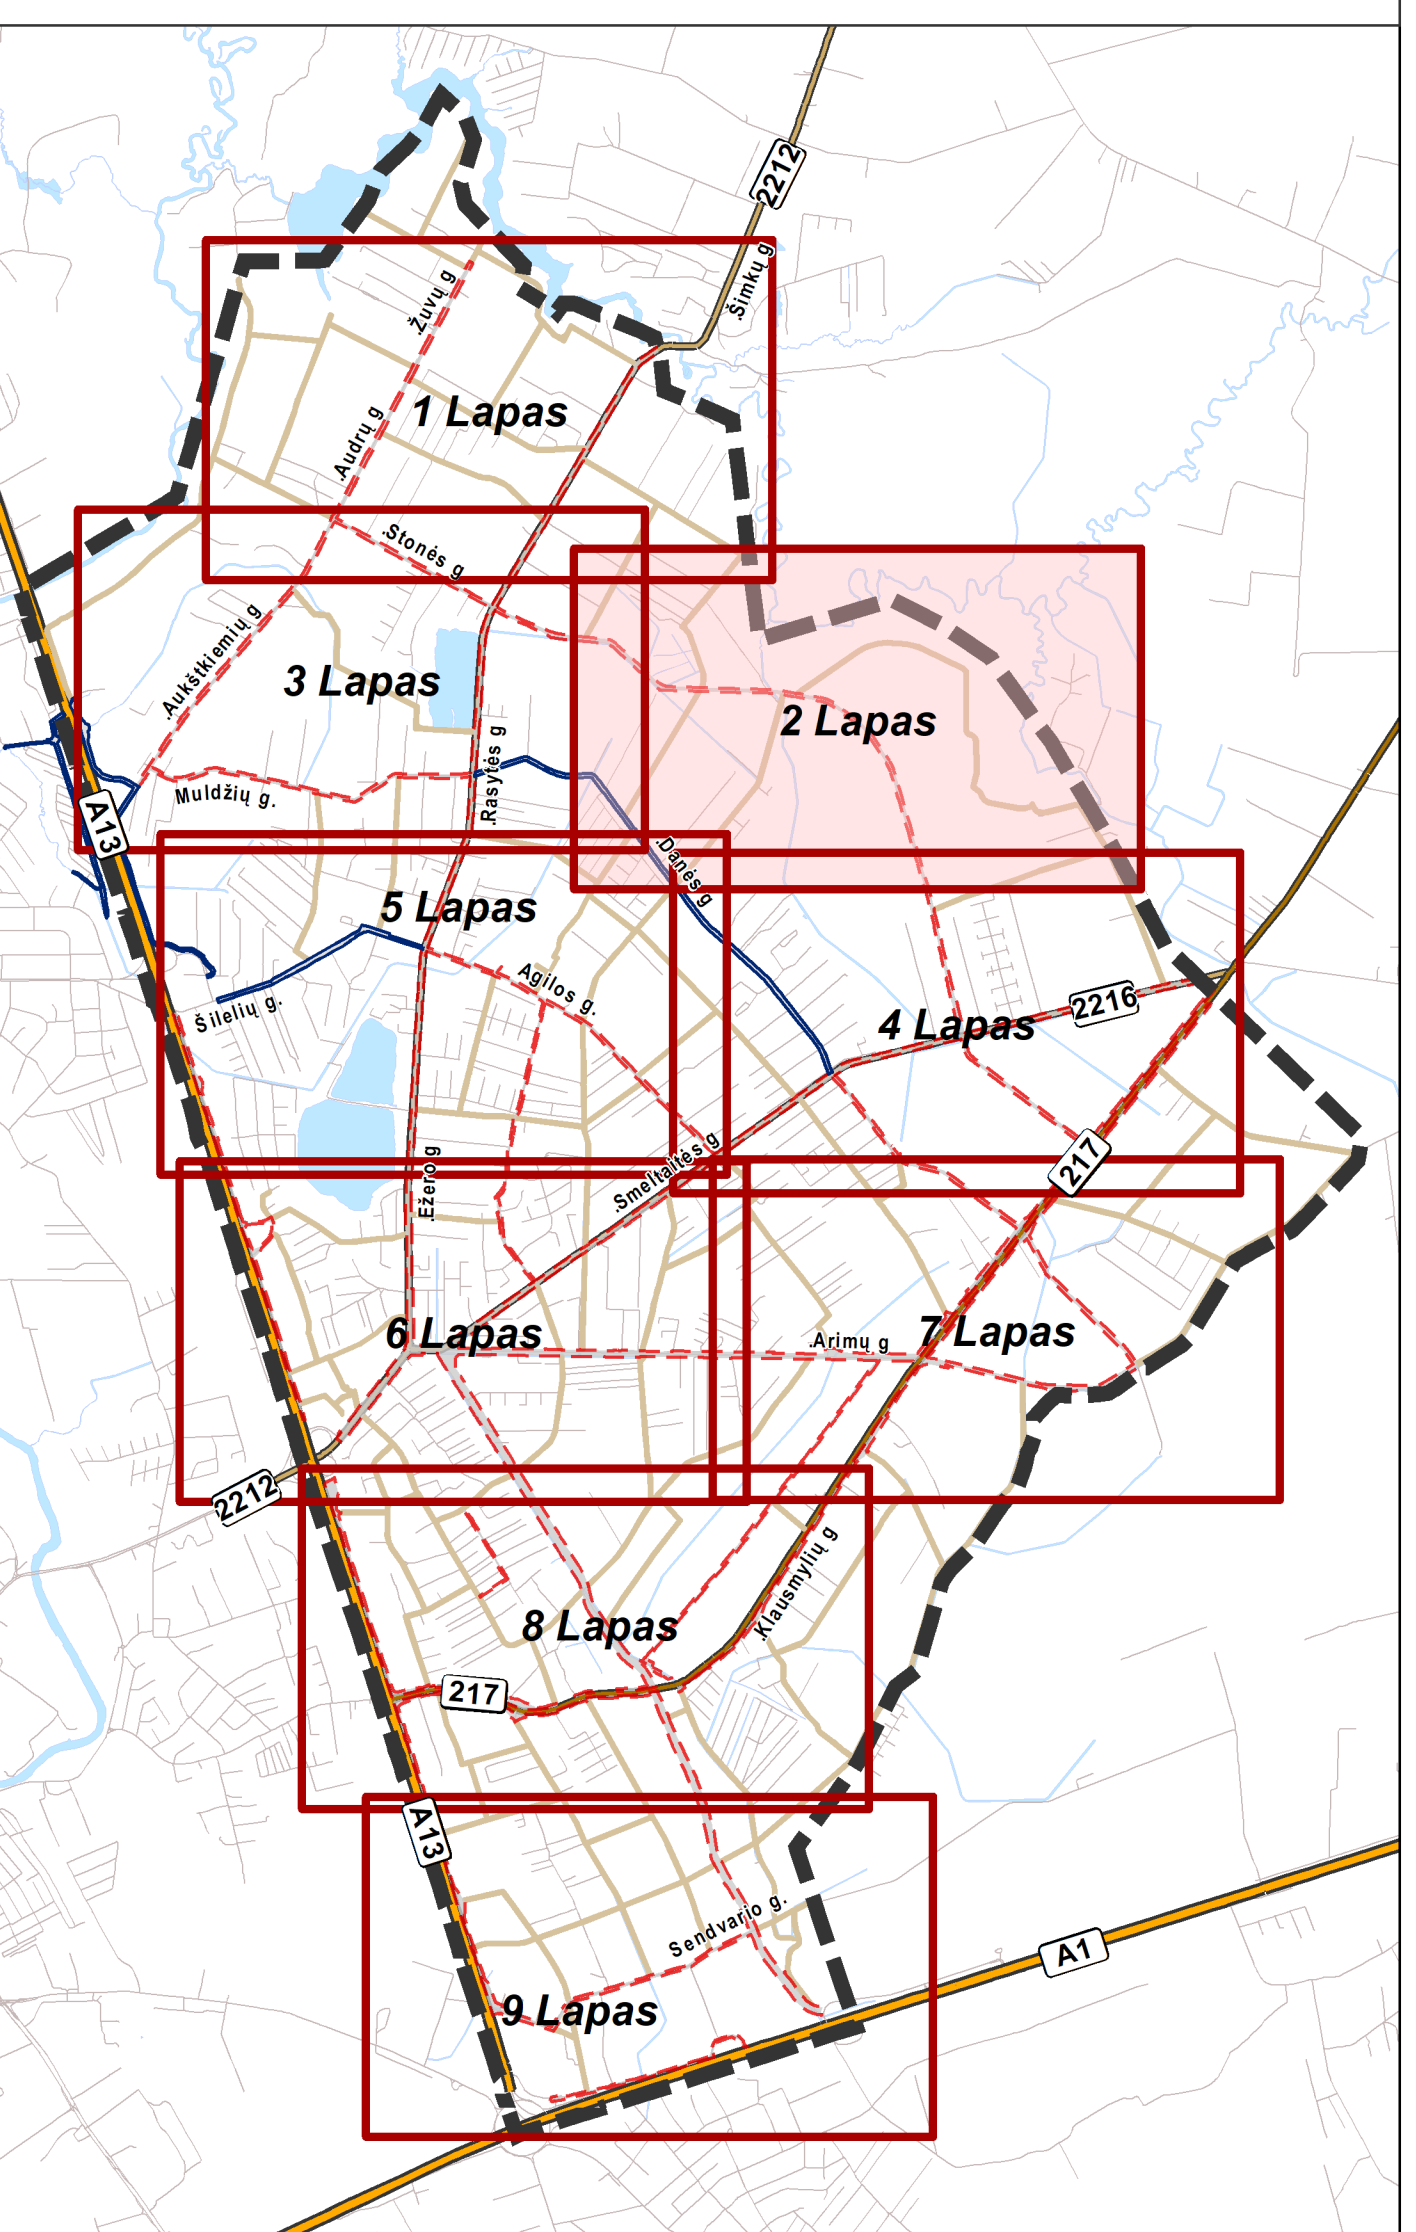 2212
.Šimkų g
.Žuvų g
1 Lapas
.Audrų g
.Stonės g
.Aukštkiemių g
3 Lapas
2 Lapas
.Rasytės g
Muldžių g.
A13
.Danės g
5 Lapas
Agilos g.
Šilelių g.
2216
4 Lapas
.Smeltaitės g
217
.Ežero g
6 Lapas
.Arimų g
7 Lapas
2212
.Klausmylių g
8 Lapas
217
A13
Sendvario g.
A1
9 Lapas